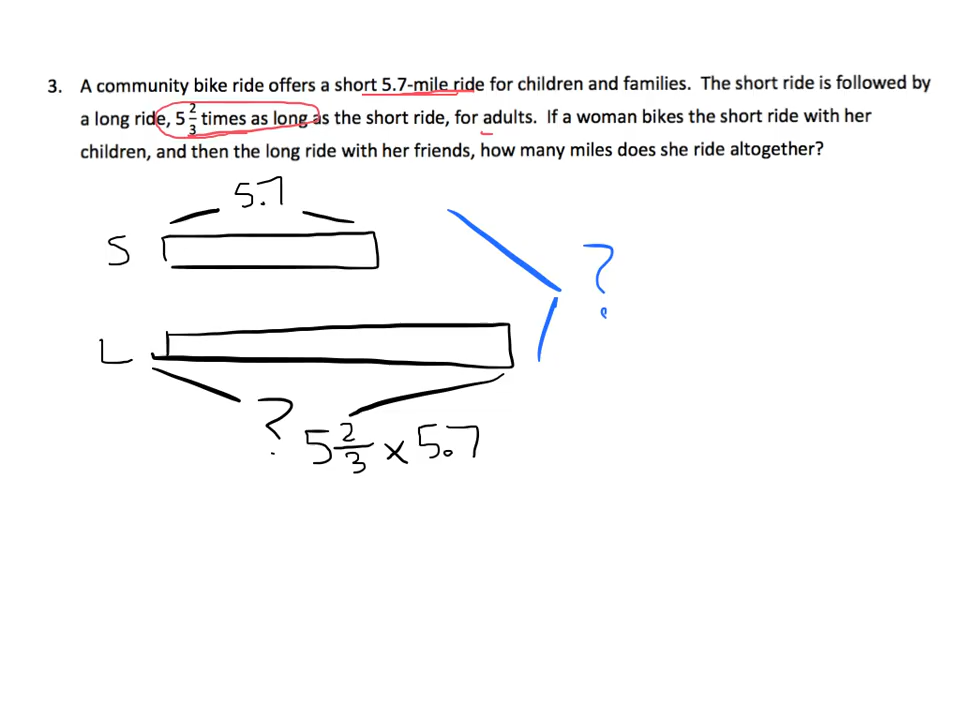 3. A community bike ride offers a short 5.7-mile ride for children and families. The short ride is followed by
a long ride, 5 2/3 times as long as the short ride, for adults. If a woman bikes the short ride with her
children, and then the long ride with her friends, how many miles does she ride altogether?
5.7
S
?
L
? 5 2/3 x 5.7